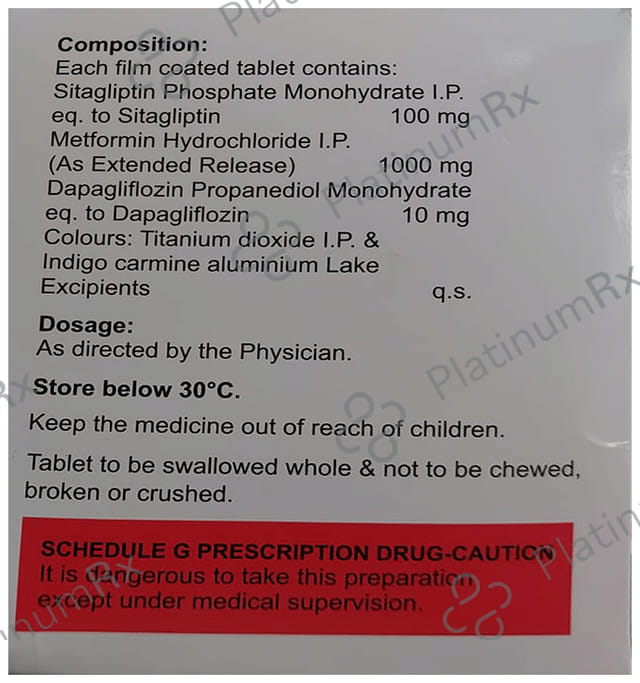 Composition:
Each film coated tablet contains:
Sitagliptin Phosphate Monohydrate I.P.
eq. to Sitagliptin 100 mg
Metformin Hydrochloride I.P.
(As Extended Release) 1000 mg
Dapagliflozin Propanediol Monohydrate
eq. to Dapagliflozin 10 mg
Colours: Titanium dioxide I.P. &
Indigo carmine aluminium Lake
Excipients q.s.
Dosage:
As directed by the Physician.
Store below 30°C.
Keep the medicine out of reach of children.
Tablet to be swallowed whole & not to be chewed,
broken or crushed.
SCHEDULE G PRESCRIPTION DRUG-CAUTION
It is dangerous to take this preparation
except under medical supervision.
PlatinumRx
PlatinumRx